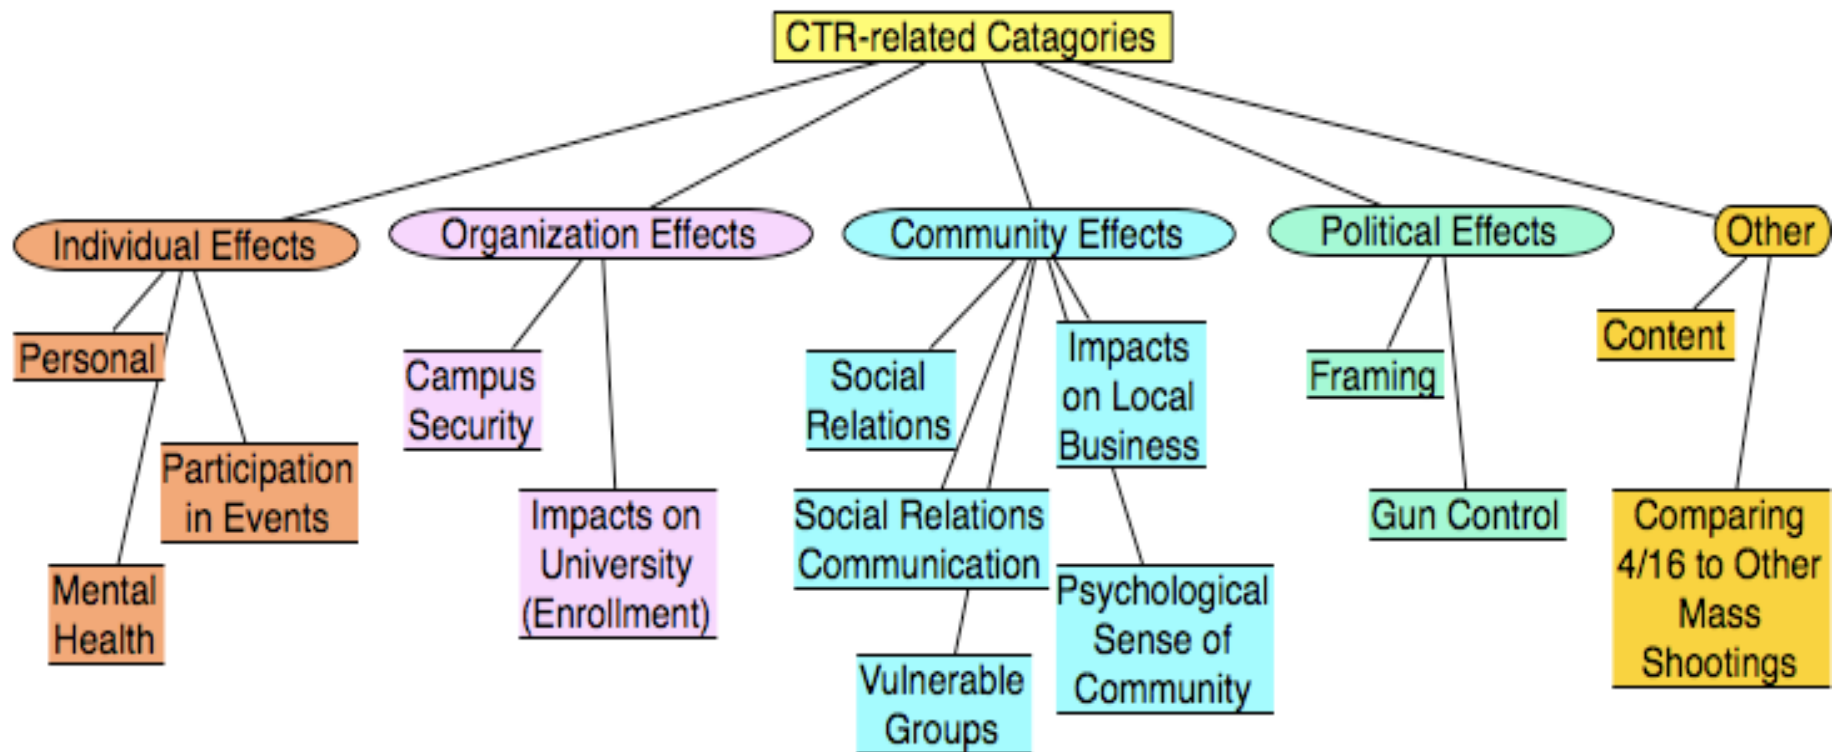 CTR-related Catagories
Individual Effects
Organization Effects
Community Effects
Political Effects
Other
Personal
Participation
in Events
Mental
Health
Campus
Security
Impacts on
University
(Enrollment)
Social
Relations
Impacts
on Local
Business
Social Relations
Communication
Psychological
Sense of
Community
Vulnerable
Groups
Framing
Gun Control
Content
Comparing
4/16 to Other
Mass
Shootings